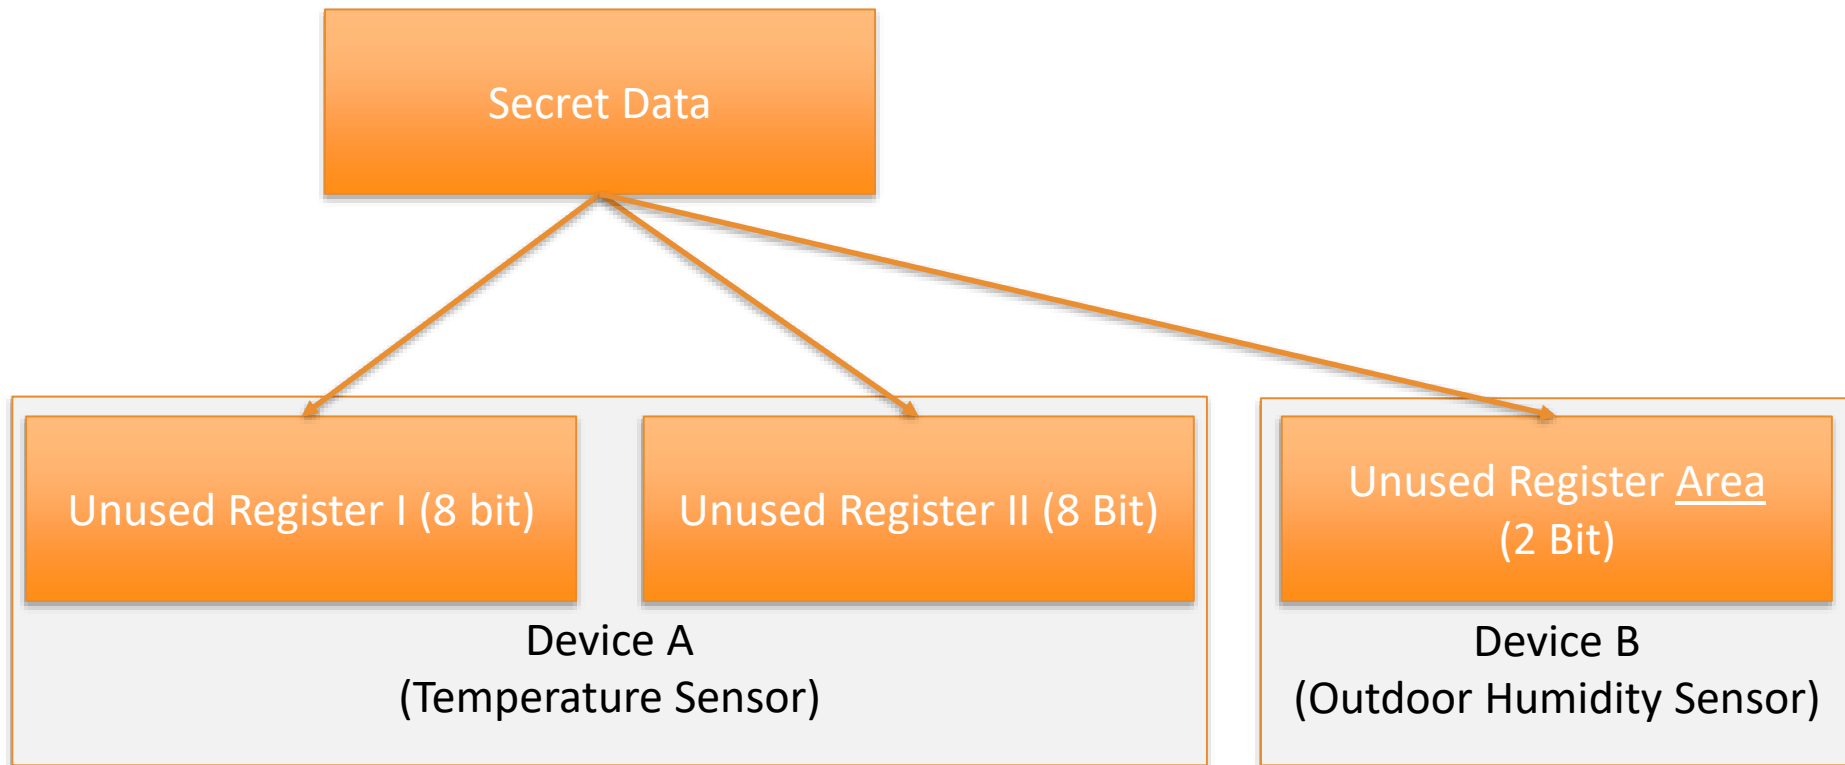 Secret Data
Unused Register I (8 bit)
Unused Register II (8 Bit)
Unused Register Area
(2 Bit)
Device A
(Temperature Sensor)
Device B
(Outdoor Humidity Sensor)